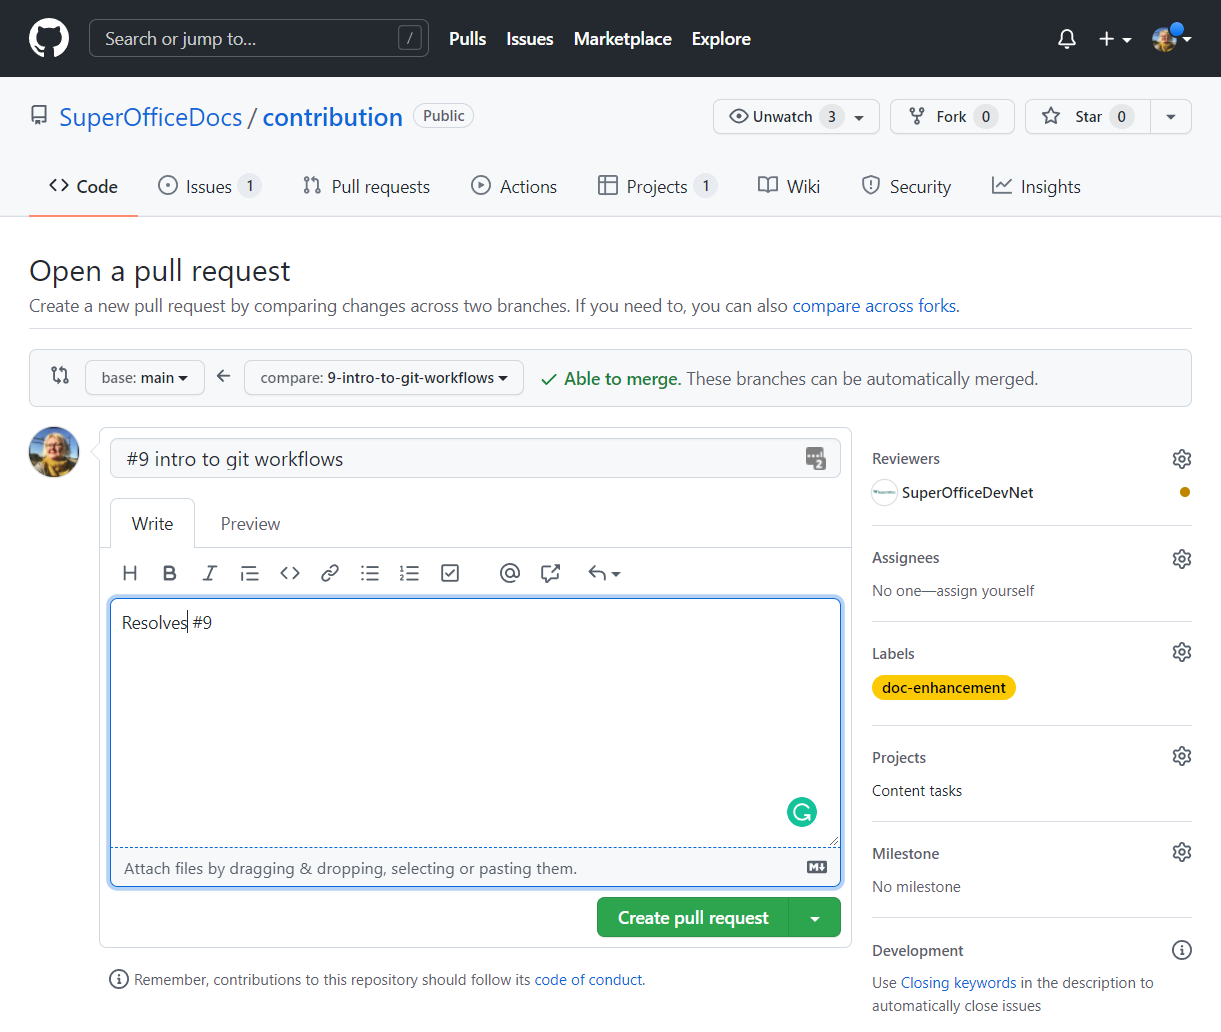 Search or jump to... / Pulls Issues Marketplace Explore
SuperOfficeDocs / contribution Public Unwatch 3 Fork 0 Star 0
Code Issues 1 Pull requests Actions Projects 1 Wiki Security Insights
Open a pull request
Create a new pull request by comparing changes across two branches. If you need to, you can also compare across forks.
base: main compare: 9-intro-to-git-workflows Able to merge. These branches can be automatically merged.
#9 intro to git workflows 2
Write Preview
H B I @
Resolves #9
Attach files by dragging & dropping, selecting or pasting them.
Create pull request
Remember, contributions to this repository should follow its code of conduct.
Reviewers
SuperOfficeDevNet
Assignees
No one—assign yourself
Labels
doc-enhancement
Projects
Content tasks
Milestone
No milestone
Development
Use Closing keywords in the description to
automatically close issues